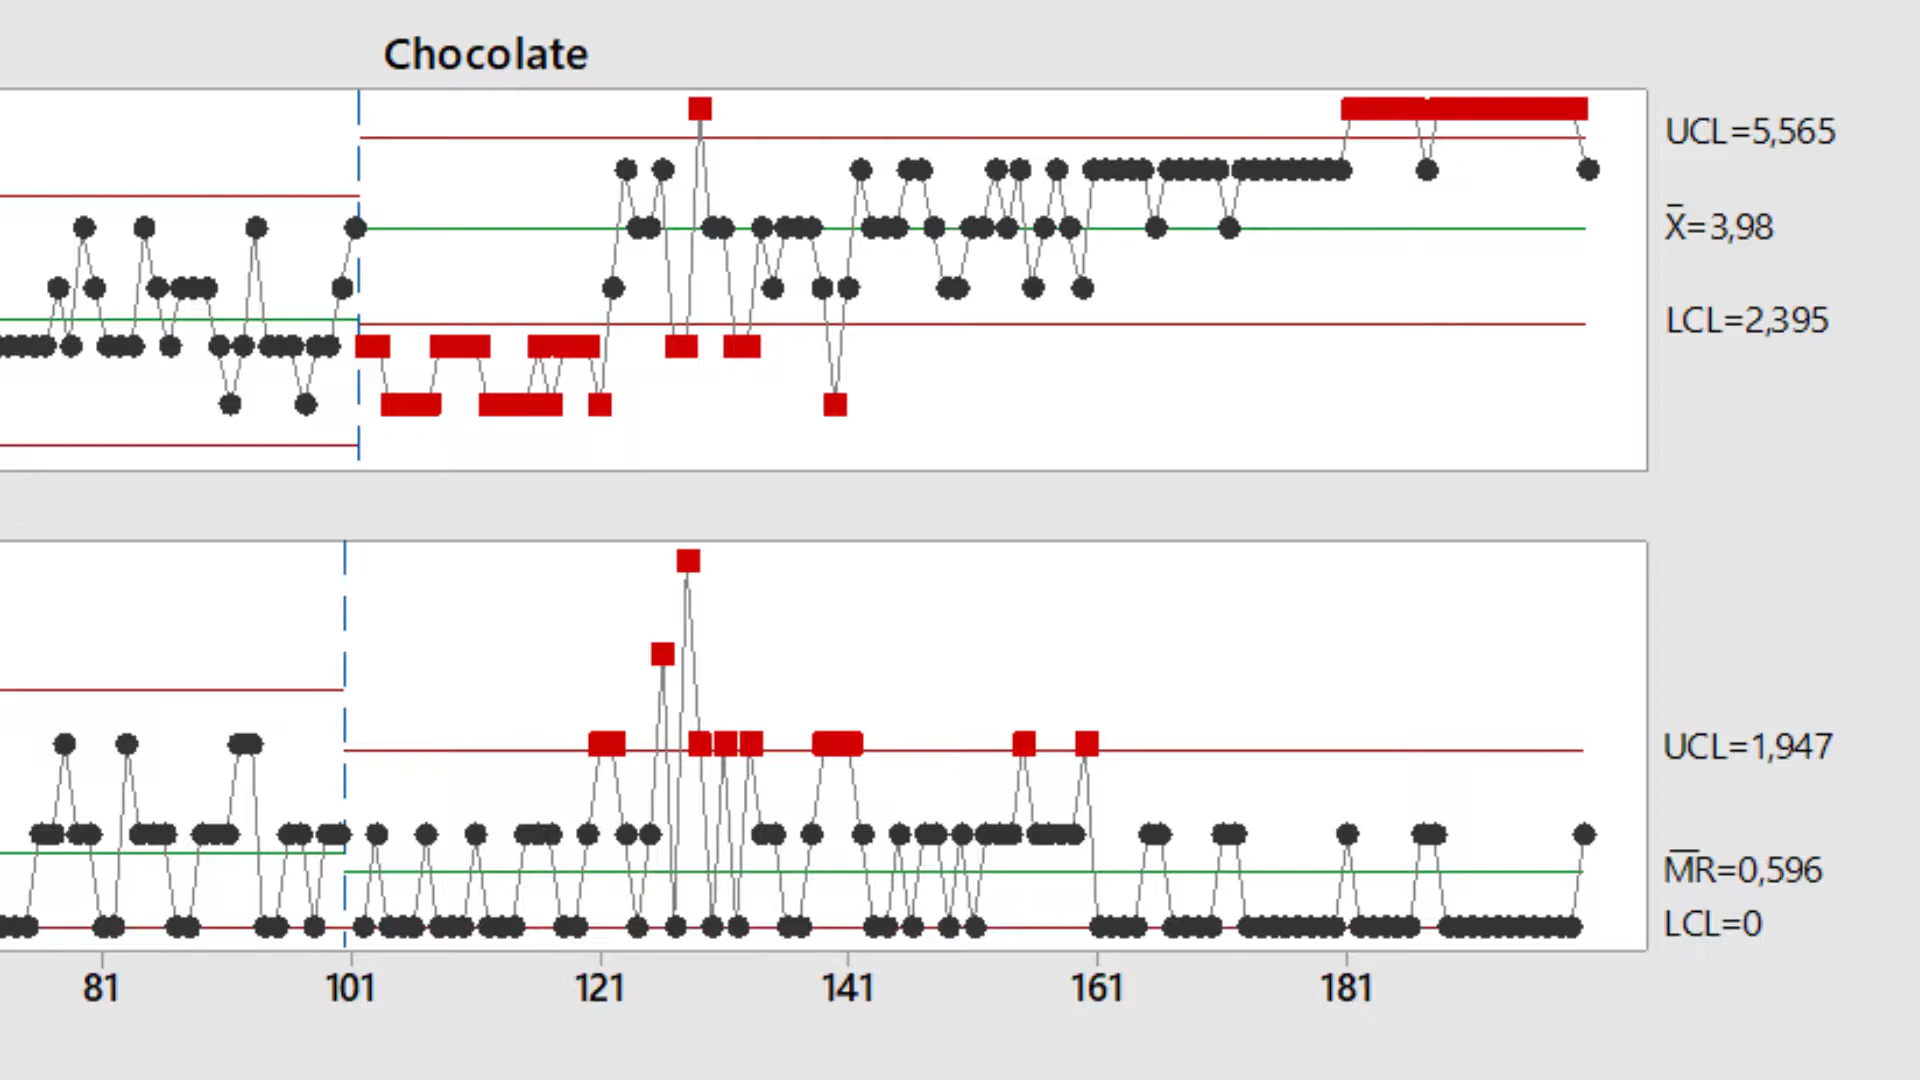 Chocolate
UCL=5,565
X̄=3,98
LCL=2,395
UCL=1,947
M̅R̅=0,596
LCL=0
81 101 121 141 161 181